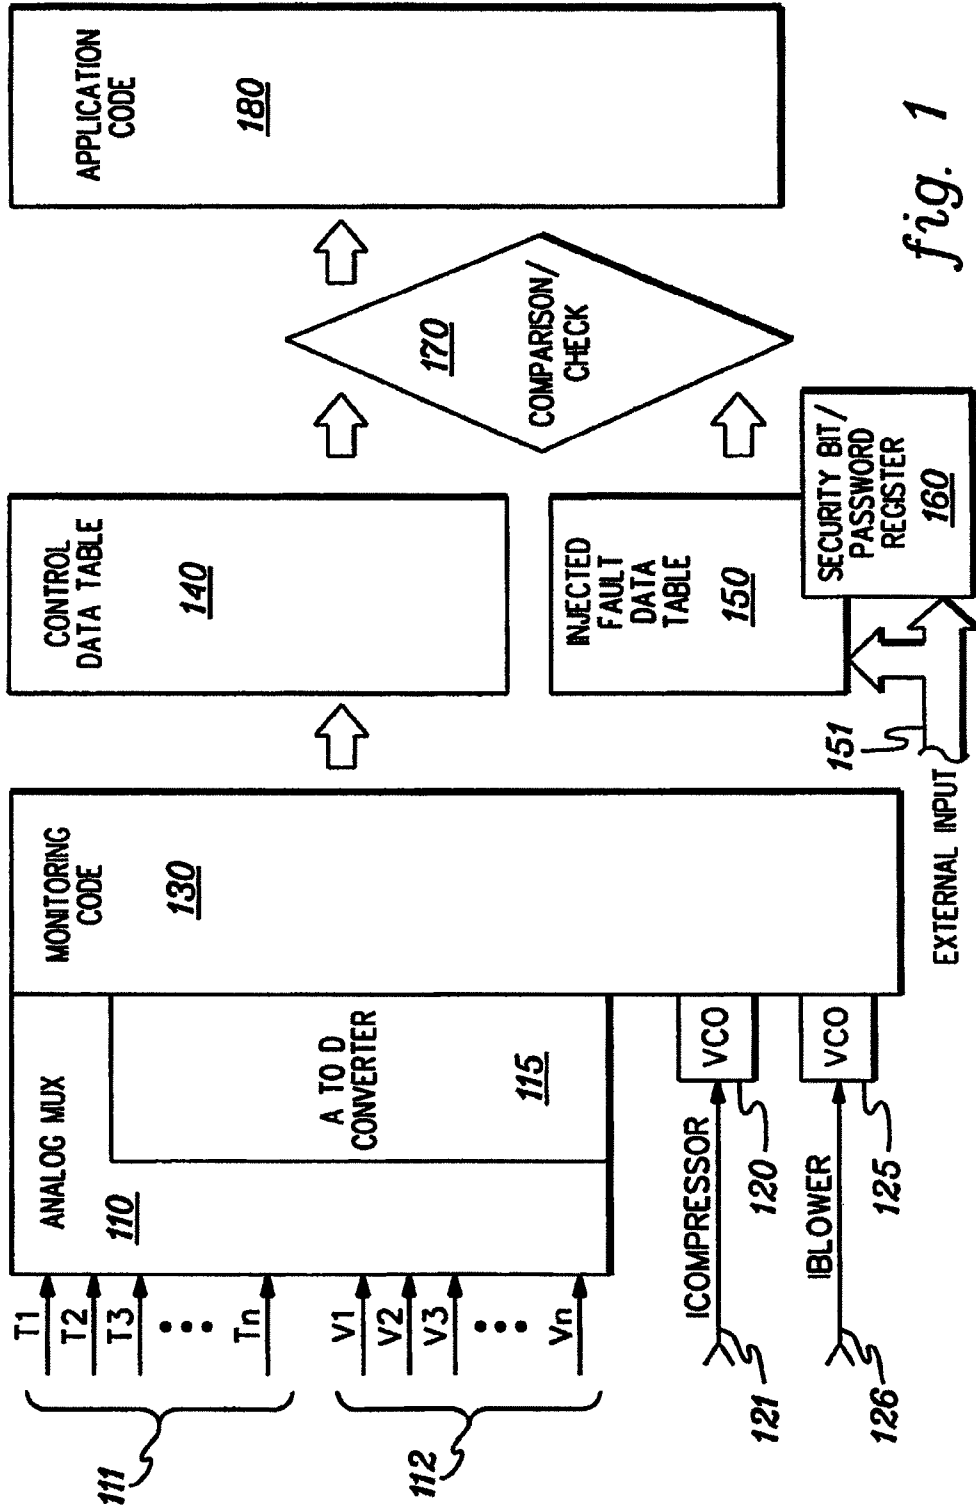 T1
T2
T3
Tn
111
V1
V2
V3
Vn
112
ANALOG MUX
110
A TO D
CONVERTER
115
ICOMPRESSOR
121
VCO
120
IBLOWER
126
VCO
125
MONITORING
CODE
130
CONTROL
DATA TABLE
140
INJECTED
FAULT
DATA
TABLE
150
SECURITY BIT/
PASSWORD
REGISTER
160
151
EXTERNAL INPUT
170
COMPARISON/
CHECK
APPLICATION
CODE
180
fig. 1